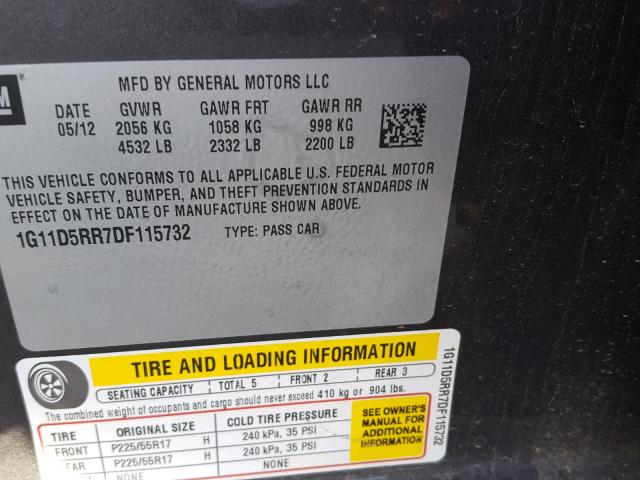 M
MFD BY GENERAL MOTORS LLC
DATE GVWR GAWR FRT GAWR RR
05/12 2056 KG 1058 KG 998 KG
4532 LB 2332 LB 2200 LB
THIS VEHICLE CONFORMS TO ALL APPLICABLE U.S. FEDERAL MOTOR
VEHICLE SAFETY, BUMPER, AND THEFT PREVENTION STANDARDS IN
EFFECT ON THE DATE OF MANUFACTURE SHOWN ABOVE.
1G11D5RR7DF115732 TYPE: PASS CAR
TIRE AND LOADING INFORMATION
SEATING CAPACITY TOTAL 5 FRONT 2 REAR 3
The combined weight of occupants and cargo should never exceed 410 kg or 904 lbs.
TIRE ORIGINAL SIZE COLD TIRE PRESSURE
FRONT P225/55R17 H 240 kPa, 35 PSI
EAR P225/55R17 H 240 kPa, 35 PSI
NONE NONE
SEE OWNER'S
MANUAL FOR
ADDITIONAL
INFORMATION
1G11D5RR7DF115732